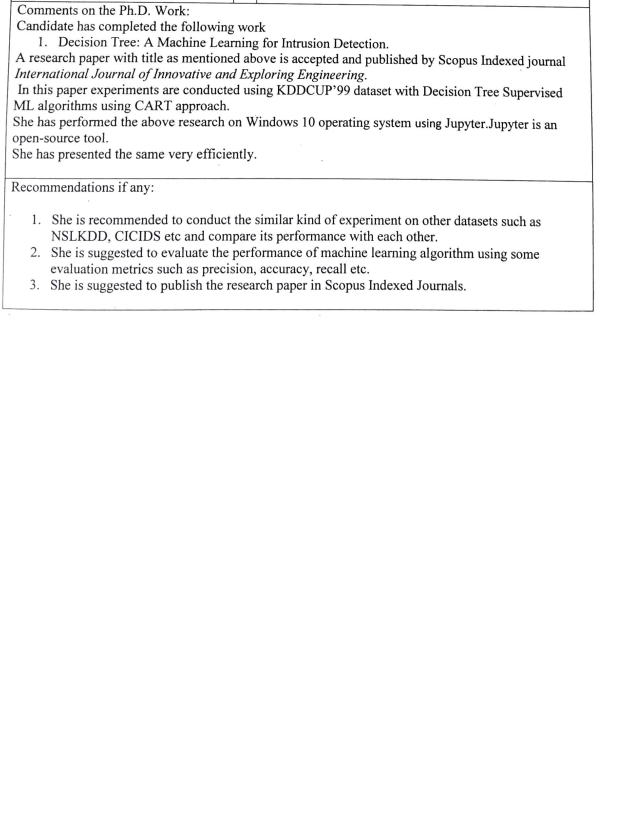 Comments on the Ph.D. Work:
Candidate has completed the following work
1. Decision Tree: A Machine Learning for Intrusion Detection.
A research paper with title as mentioned above is accepted and published by Scopus Indexed journal
International Journal of Innovative and Exploring Engineering.
In this paper experiments are conducted using KDDCUP'99 dataset with Decision Tree Supervised
ML algorithms using CART approach.
She has performed the above research on Windows 10 operating system using Jupyter.Jupyter is an
open-source tool.
She has presented the same very efficiently.
Recommendations if any:
1. She is recommended to conduct the similar kind of experiment on other datasets such as
NSLKDD, CICIDS etc and compare its performance with each other.
2. She is suggested to evaluate the performance of machine learning algorithm using some
evaluation metrics such as precision, accuracy, recall etc.
3. She is suggested to publish the research paper in Scopus Indexed Journals.